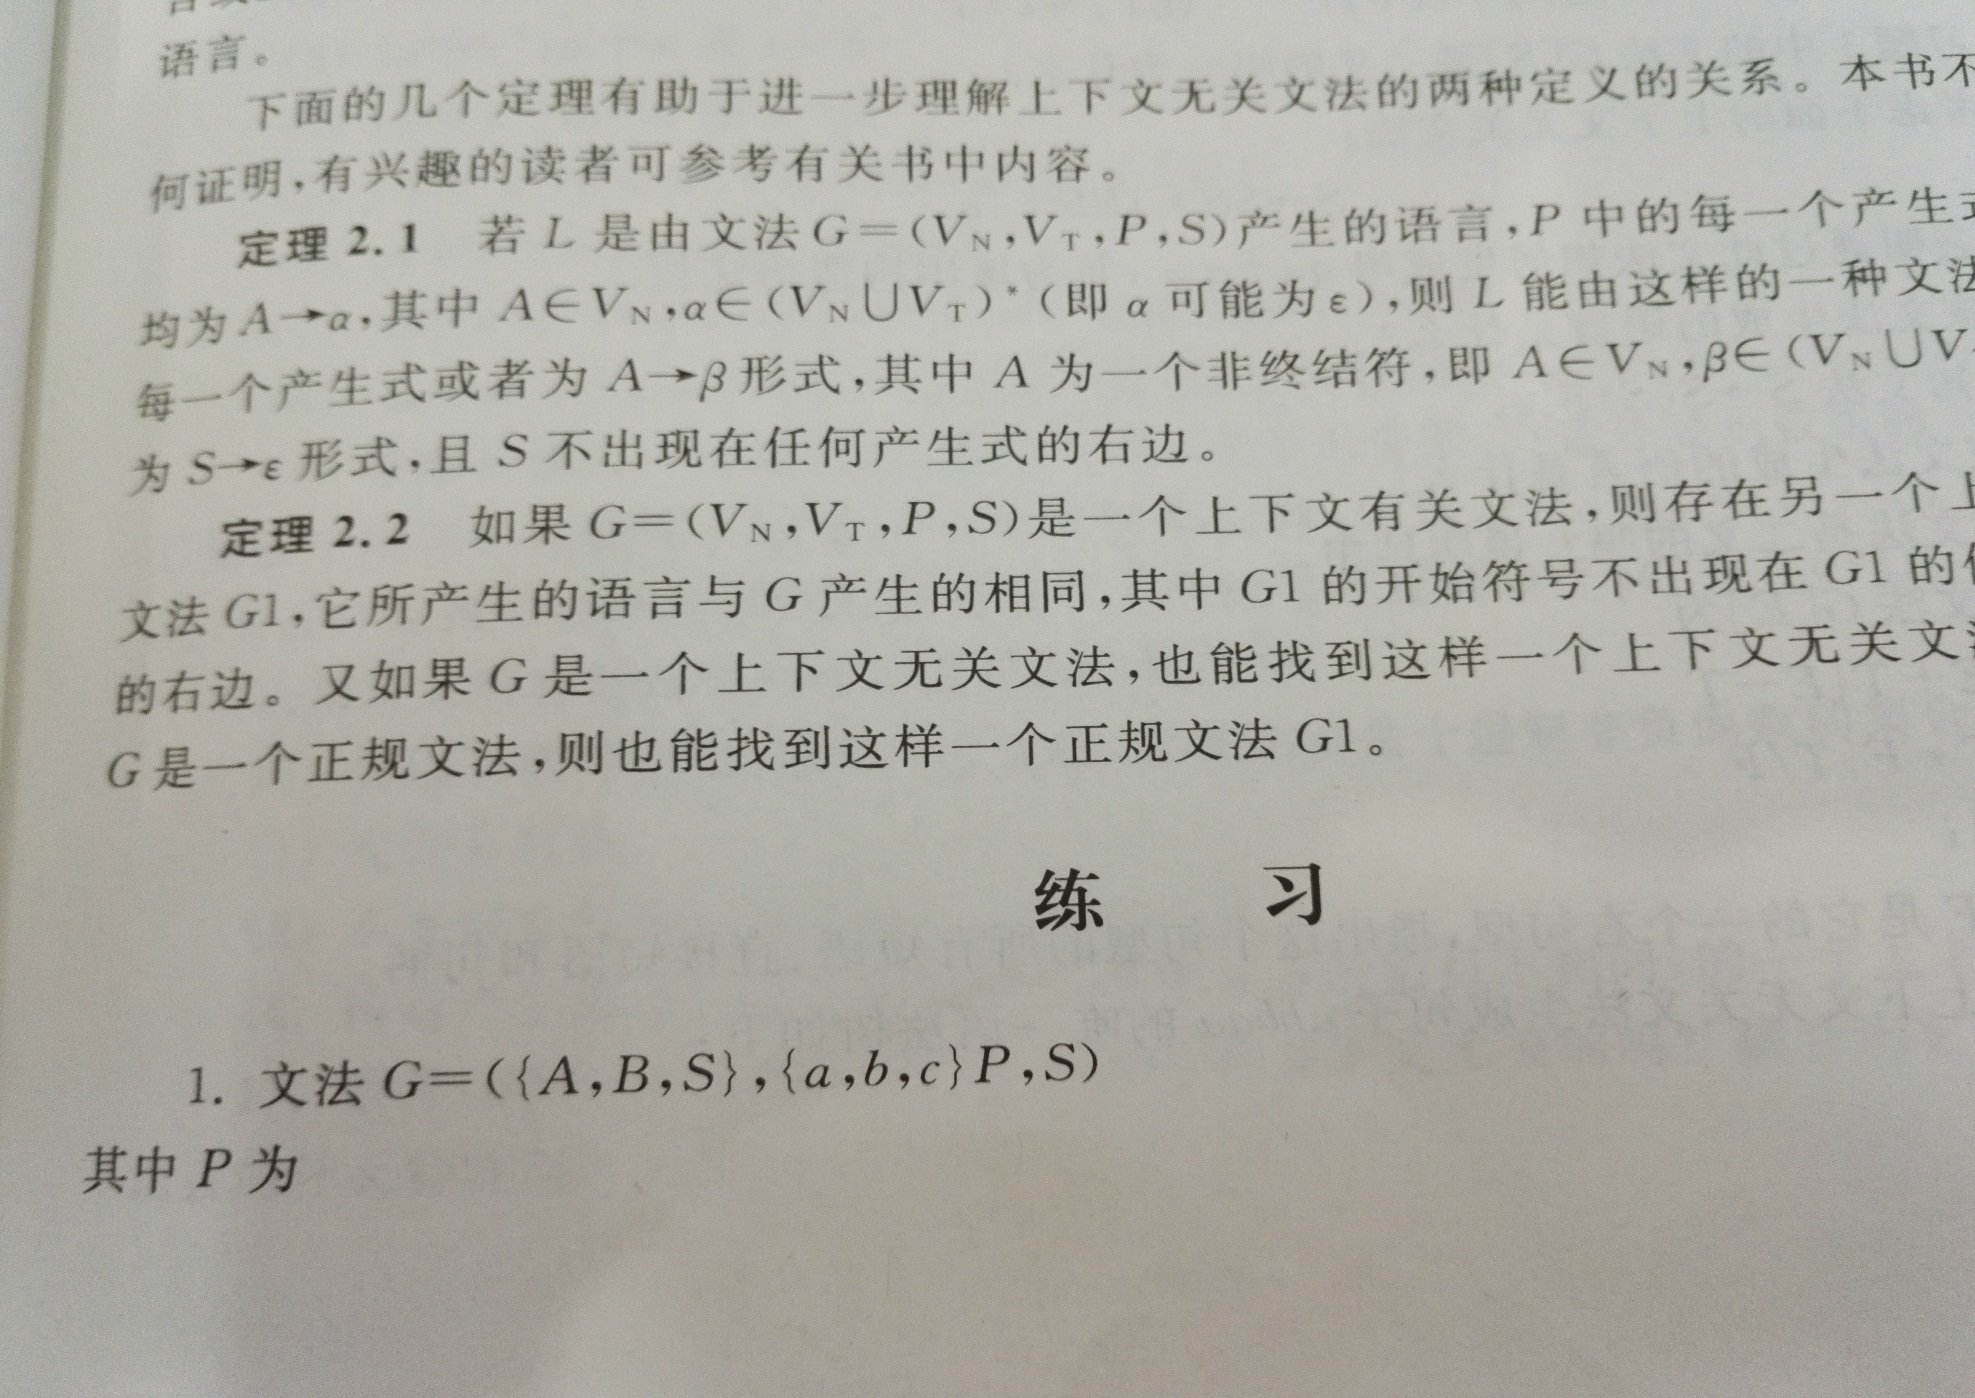 语言。
下面的几个定理有助于进一步理解上下文无关文法的两种定义的关系。本书不
何证明,有兴趣的读者可参考有关书中内容。
定理 2.1 若 L 是由文法 G=(V_N,V_T,P,S)产生的语言,P 中的每一个产生式
均为 A→α,其中 A∈V_N,α∈(V_N∪V_T)*(即 α 可能为 ε),则 L 能由这样的一种文法
每一个产生式或者为 A→β 形式,其中 A 为一个非终结符,即 A∈V_N,β∈(V_N∪V
为 S→ε 形式,且 S 不出现在任何产生式的右边。
定理 2.2 如果 G=(V_N,V_T,P,S)是一个上下文有关文法,则存在另一个上
文法 G1,它所产生的语言与 G 产生的相同,其中 G1 的开始符号不出现在 G1 的
的右边。又如果 G 是一个上下文无关文法,也能找到这样一个上下文无关文法
G 是一个正规文法,则也能找到这样一个正规文法 G1。
练 习
1. 文法 G=({A,B,S},{a,b,c}P,S)
其中 P 为